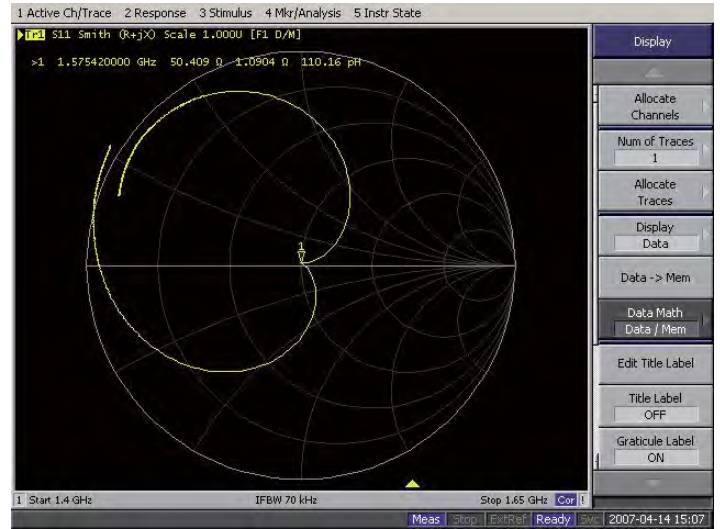 1 Active Ch/Trace 2 Response 3 Stimulus 4 Mkr/Analysis 5 Instr State
Tr1 S11 Smith (R+jX) Scale 1.000U [F1 D/M]
>1 1.575420000 GHz 50.409 Ω 1.0904 Ω 110.16 pH
1
1 Start 1.4 GHz IFBW 70 kHz Stop 1.65 GHz Cor !
Meas Stop ExtRef Ready Svc 2007-04-14 15:07
Display
Allocate
Channels
Num of Traces
1
Allocate
Traces
Display
Data
Data -> Mem
Data Math
Data / Mem
Edit Title Label
Title Label
OFF
Graticule Label
ON